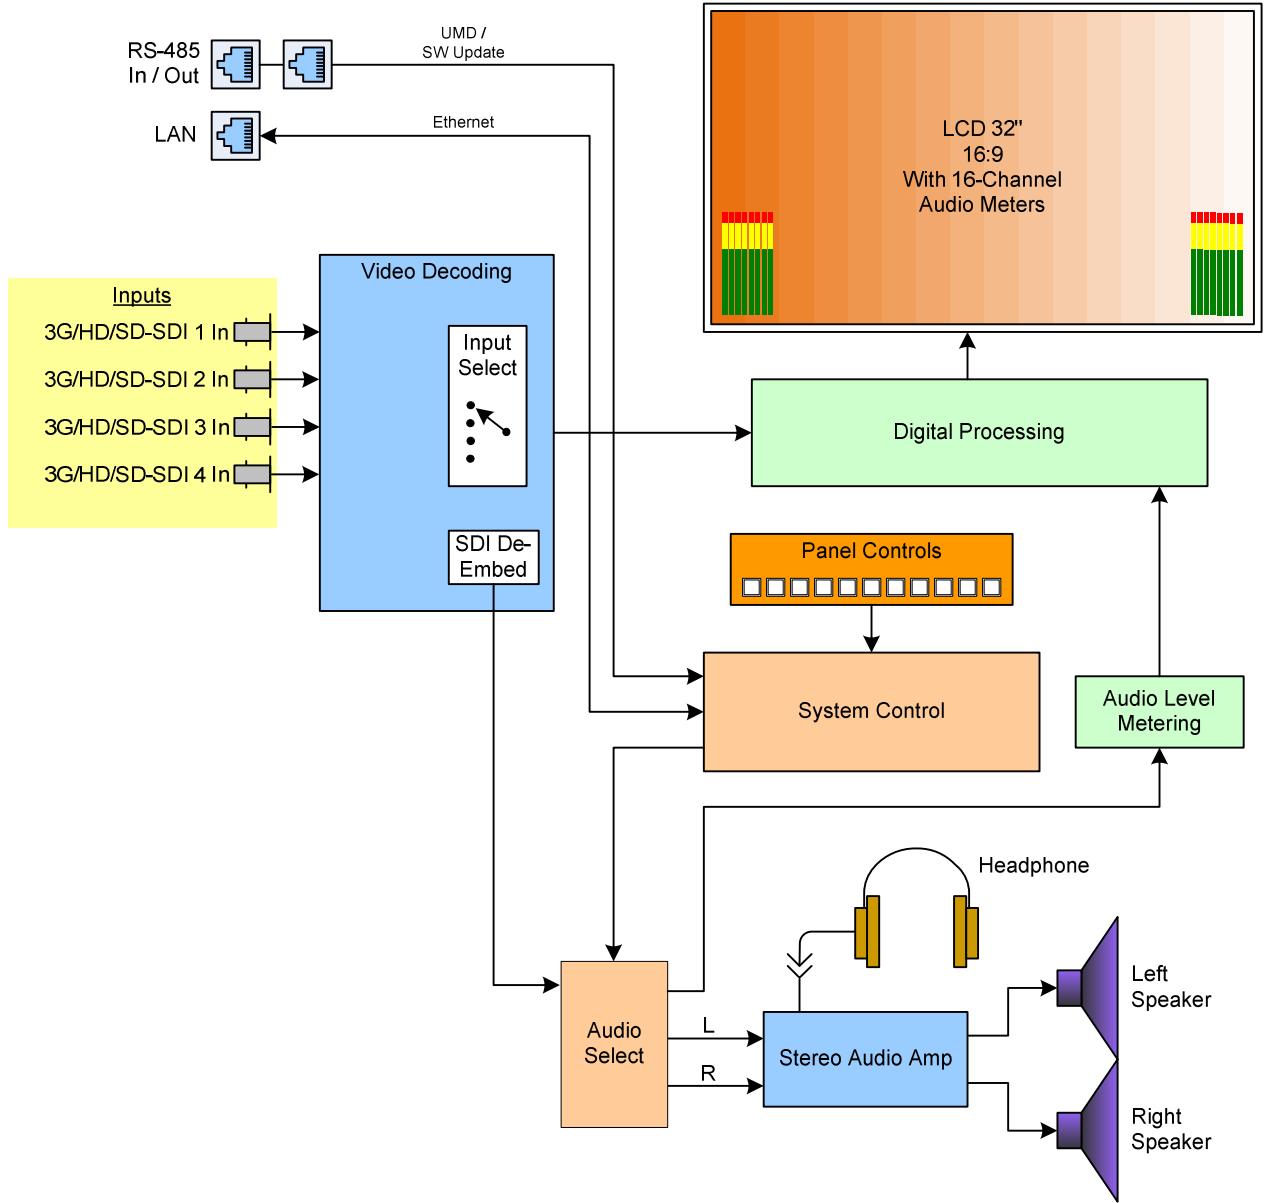 UMD /
SW Update
RS-485
In / Out
LAN
Ethernet
LCD 32"
16:9
With 16-Channel
Audio Meters
Video Decoding
Inputs
3G/HD/SD-SDI 1 In
3G/HD/SD-SDI 2 In
3G/HD/SD-SDI 3 In
3G/HD/SD-SDI 4 In
Input
Select
SDI De-
Embed
Digital Processing
Panel Controls
System Control
Audio Level
Metering
Headphone
Audio
Select
L
R
Stereo Audio Amp
Left
Speaker
Right
Speaker